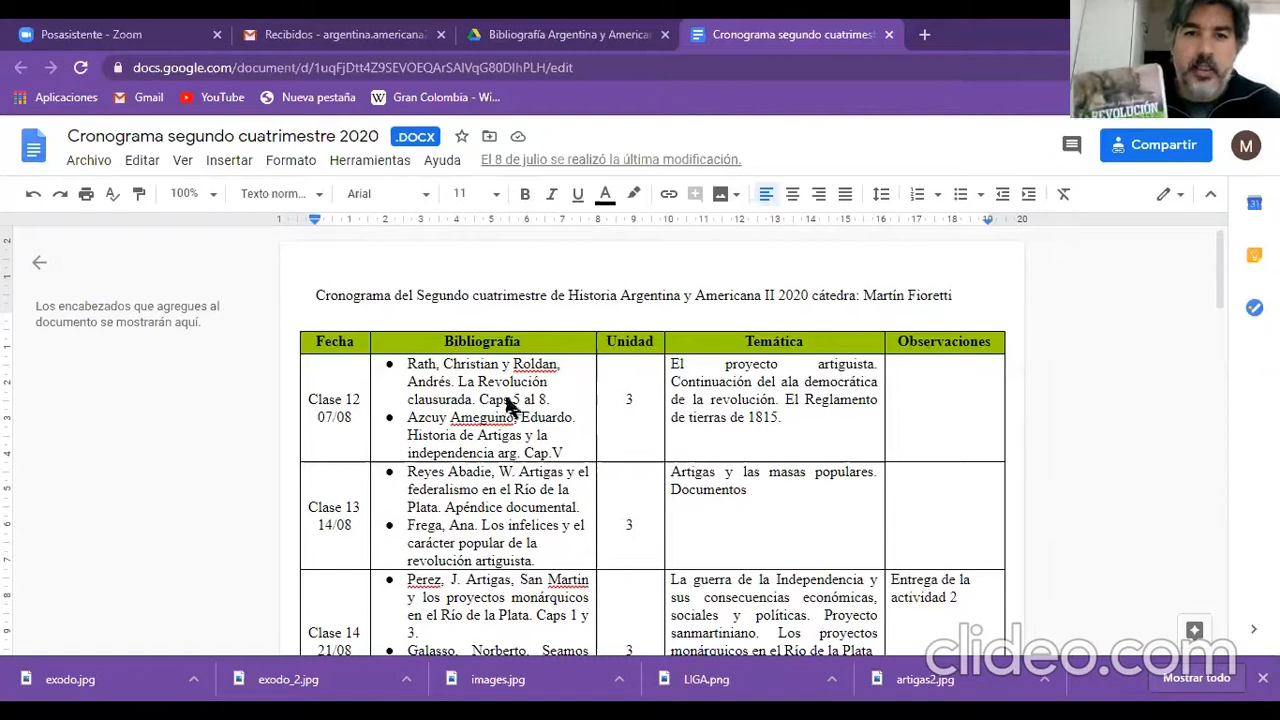 Posasistente - Zoom
Recibidos - argentina.americana2
Bibliografía Argentina y American
Cronograma segundo cuatrimest
docs.google.com/document/d/1uqFjDtt4Z9SEVOEQArSAlVqG80DIhPLH/edit
Aplicaciones Gmail YouTube Nueva pestaña Gran Colombia - Wi...
REVOLUCIÓN
Cronograma segundo cuatrimestre 2020 .DOCX
Compartir M
Archivo Editar Ver Insertar Formato Herramientas Ayuda El 8 de julio se realizó la última modificación.
100% Texto norm... Arial 11 B I U A
Los encabezados que agregues al
documento se mostrarán aquí.
Cronograma del Segundo cuatrimestre de Historia Argentina y Americana II 2020 cátedra: Martín Fioretti
Fecha Bibliografía Unidad Temática Observaciones
Clase 12
07/08
Rath, Christian y Roldan,
Andrés. La Revolución
clausurada. Caps 5 al 8.
Azcuy Ameguino, Eduardo.
Historia de Artigas y la
independencia arg. Cap.V
3
El proyecto artiguista.
Continuación del ala democrática
de la revolución. El Reglamento
de tierras de 1815.
Clase 13
14/08
Reyes Abadie, W. Artigas y el
federalismo en el Río de la
Plata. Apéndice documental.
Frega, Ana. Los infelices y el
carácter popular de la
revolución artiguista.
3
Artigas y las masas populares.
Documentos
Clase 14
21/08
Perez, J. Artigas, San Martin
y los proyectos monárquicos
en el Río de la Plata. Caps 1 y
3.
Galasso, Norberto, Seamos
3
La guerra de la Independencia y
sus consecuencias económicas,
sociales y políticas. Proyecto
sanmartiniano. Los proyectos
monárquicos en el Río de la Plata
Entrega de la
actividad 2
clideo.com
exodo.jpg exodo_2.jpg images.jpg LIGA.png artigas2.jpg Mostrar todo